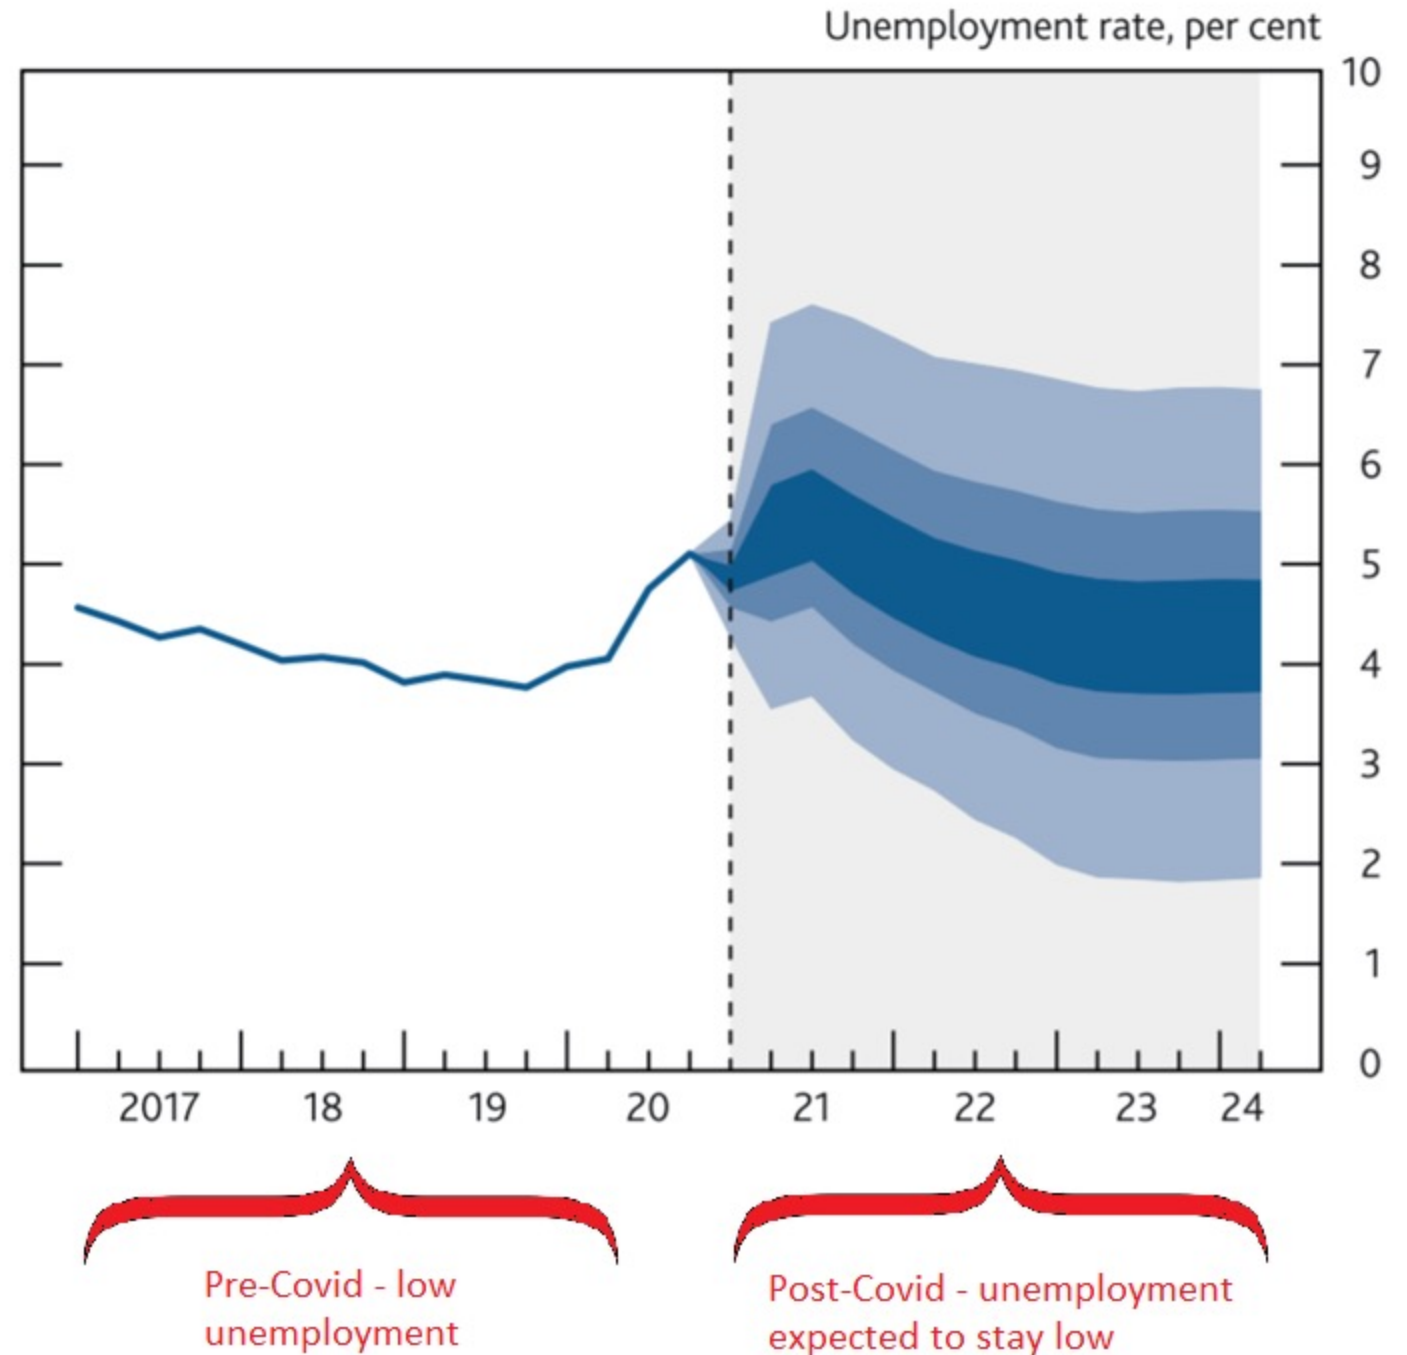 Unemployment rate, per cent
10
9
8
7
6
5
4
3
2
1
0
2017 18 19 20 21 22 23 24
Pre-Covid - low
unemployment
Post-Covid - unemployment
expected to stay low